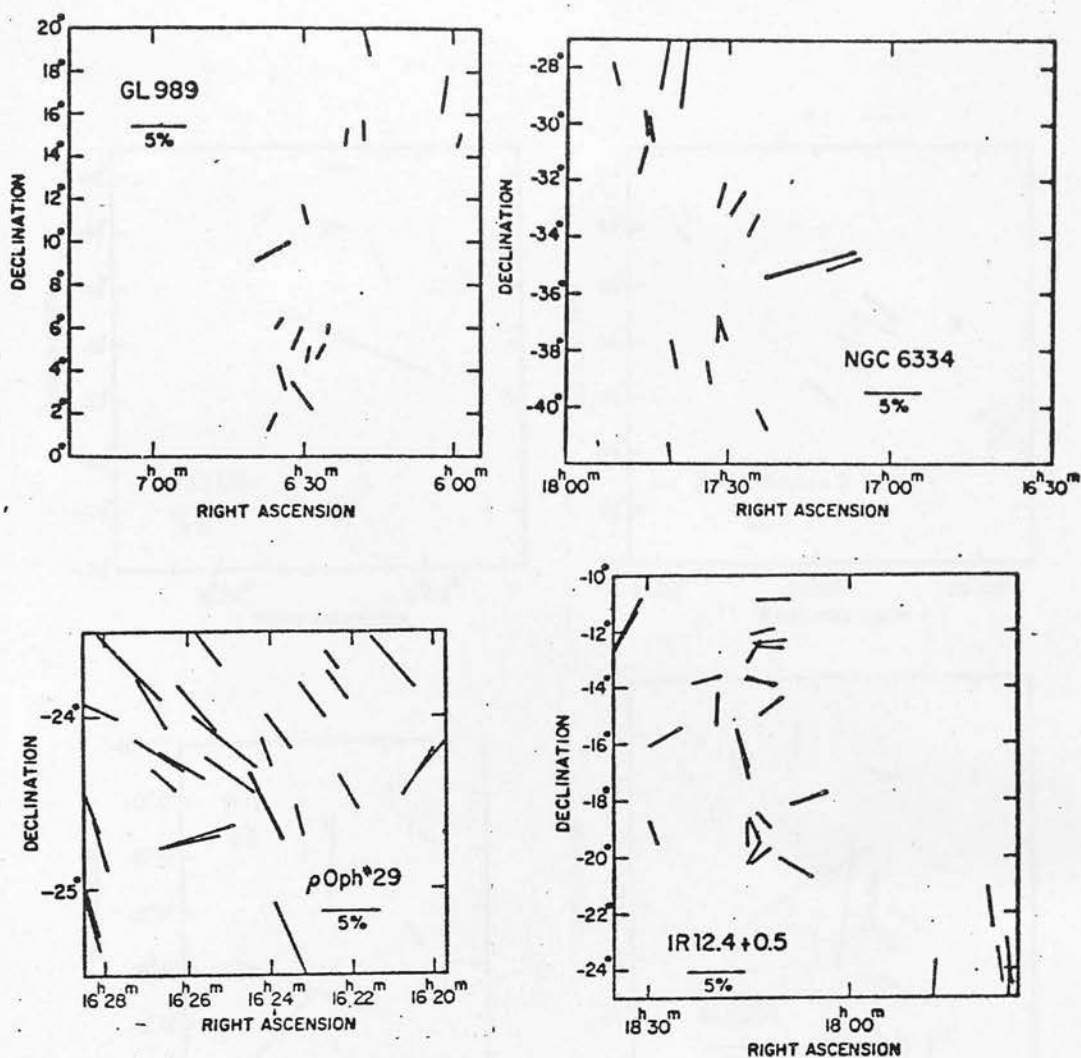 20°
18°
16°
14°
12°
10°
8°
6°
4°
2°
0°
DECLINATION
GL 989
5%
7ʰ00ᵐ
6ʰ30ᵐ
6ʰ00ᵐ
RIGHT ASCENSION
-28°
-30°
-32°
-34°
-36°
-38°
-40°
DECLINATION
NGC 6334
5%
18ʰ00ᵐ
17ʰ30ᵐ
17ʰ00ᵐ
16ʰ30ᵐ
RIGHT ASCENSION
-24°
-25°
DECLINATION
ρ Oph #29
5%
16ʰ28ᵐ
16ʰ26ᵐ
16ʰ24ᵐ
16ʰ22ᵐ
16ʰ20ᵐ
RIGHT ASCENSION
-10°
-12°
-14°
-16°
-18°
-20°
-22°
-24°
DECLINATION
IR 12.4+0.5
5%
18ʰ30ᵐ
18ʰ00ᵐ
RIGHT ASCENSION